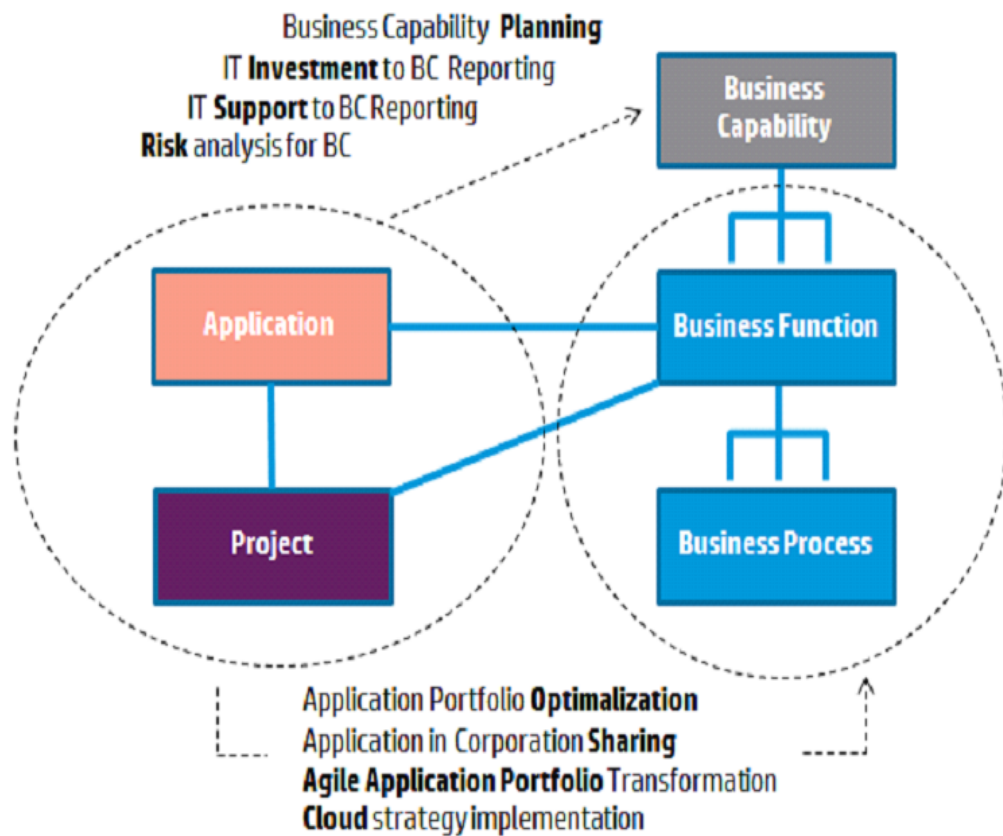 Business Capability Planning
IT Investment to BC Reporting
IT Support to BC Reporting
Risk analysis for BC
Business
Capability
Application
Business Function
Project
Business Process
Application Portfolio Optimalization
Application in Corporation Sharing
Agile Application Portfolio Transformation
Cloud strategy implementation